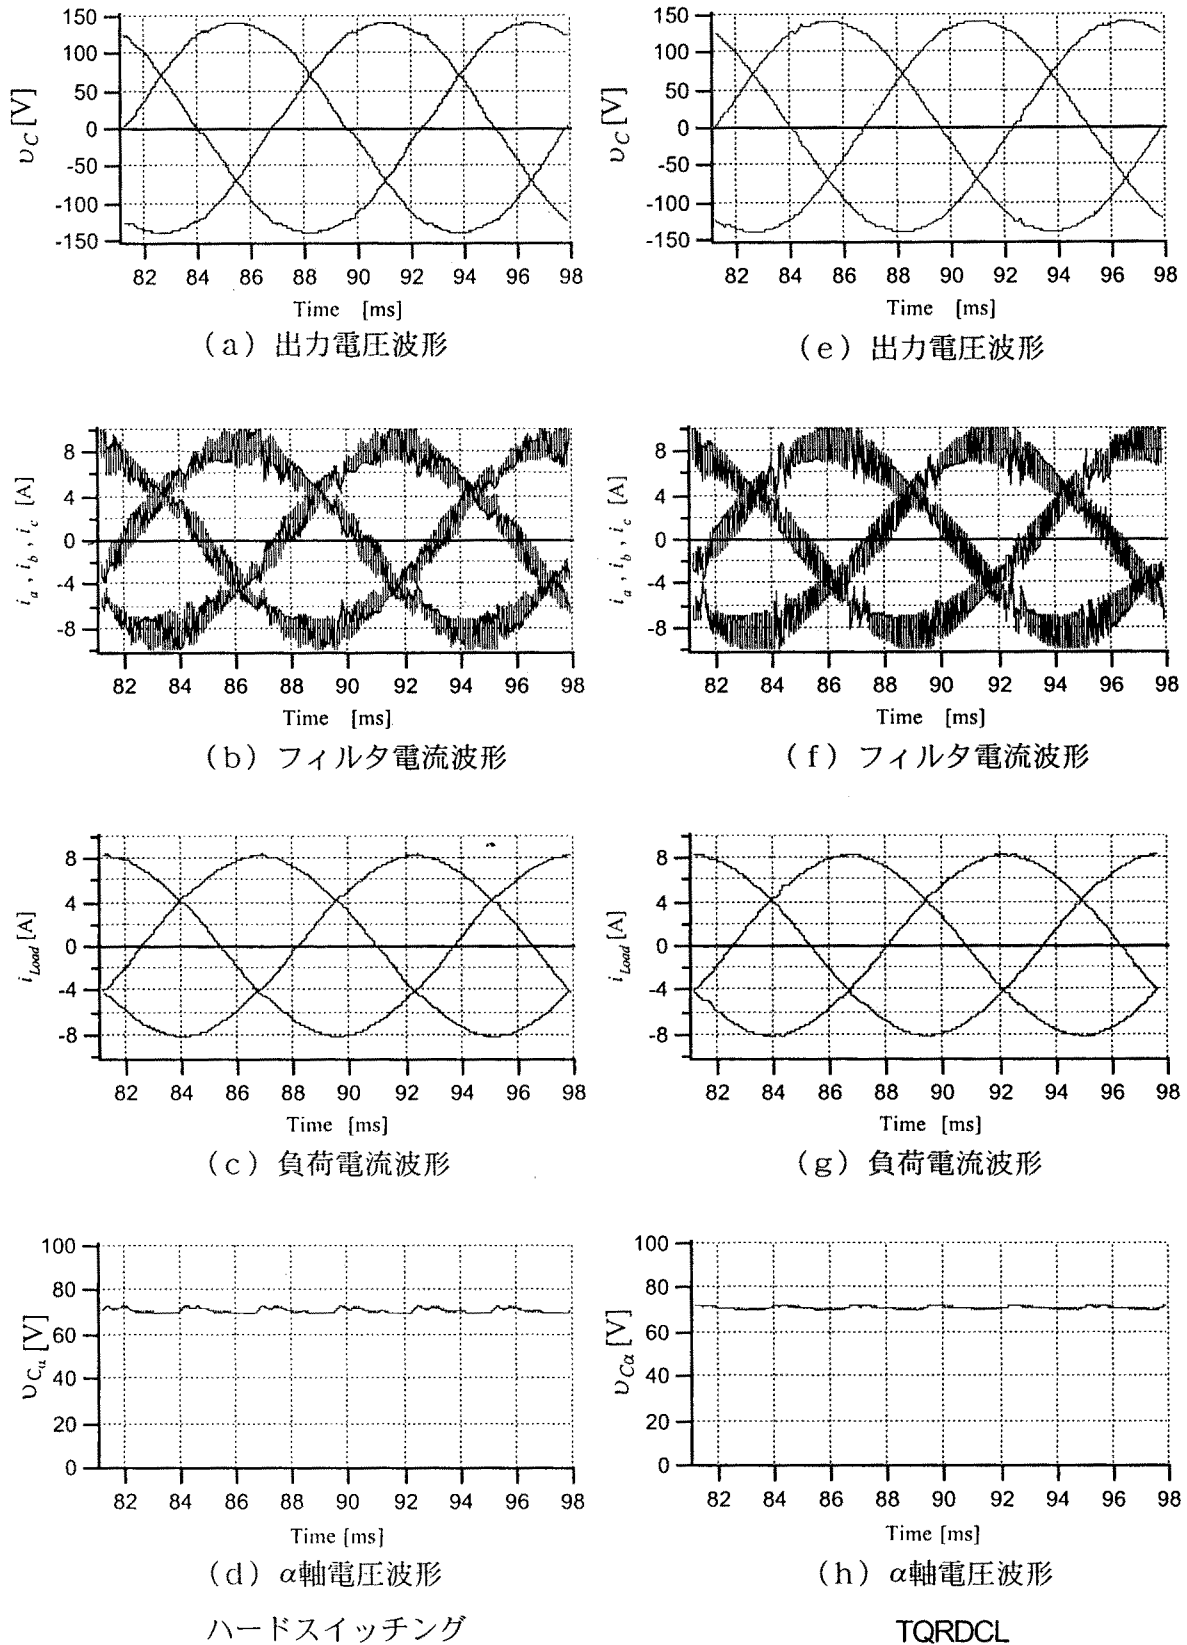 150
100
50
0
-50
-100
-150
υC [V]
82 84 86 88 90 92 94 96 98
Time [ms]
(a) 出力電圧波形
150
100
50
0
-50
-100
-150
υC [V]
82 84 86 88 90 92 94 96 98
Time [ms]
(e) 出力電圧波形
8
4
0
-4
-8
ia , ib , ic [A]
82 84 86 88 90 92 94 96 98
Time [ms]
(b) フィルタ電流波形
8
4
0
-4
-8
ia , ib , ic [A]
82 84 86 88 90 92 94 96 98
Time [ms]
(f) フィルタ電流波形
8
4
0
-4
-8
iLoad [A]
82 84 86 88 90 92 94 96 98
Time [ms]
(c) 負荷電流波形
8
4
0
-4
-8
iLoad [A]
82 84 86 88 90 92 94 96 98
Time [ms]
(g) 負荷電流波形
100
80
60
40
20
0
υCα [V]
82 84 86 88 90 92 94 96 98
Time [ms]
(d) α軸電圧波形
100
80
60
40
20
0
υCα [V]
82 84 86 88 90 92 94 96 98
Time [ms]
(h) α軸電圧波形
ハードスイッチング
TQRDCL